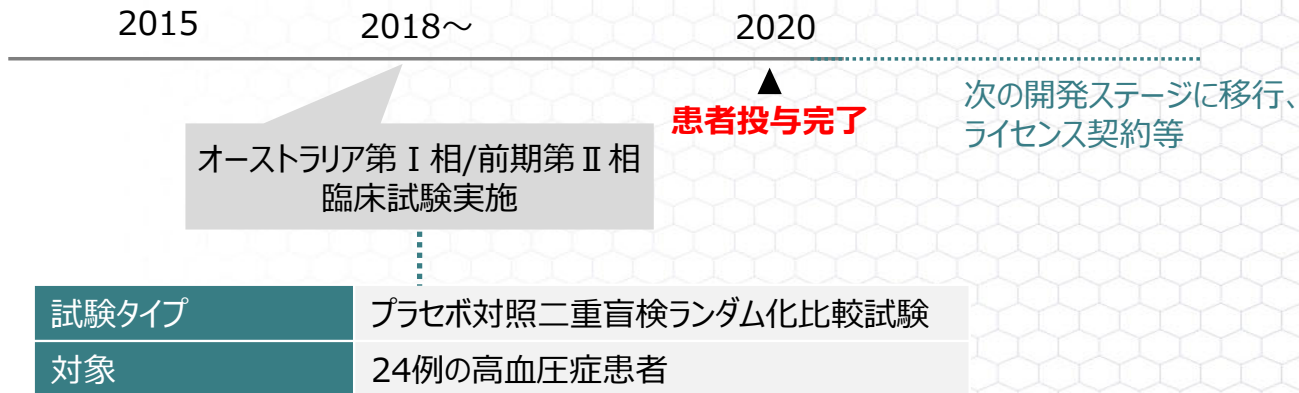 2015 2018～ 2020
▲
患者投与完了
次の開発ステージに移行、
ライセンス契約等
オーストラリア第Ⅰ相/前期第Ⅱ相
臨床試験実施
試験タイプ プラセボ対照二重盲検ランダム化比較試験
対象 24例の高血圧症患者